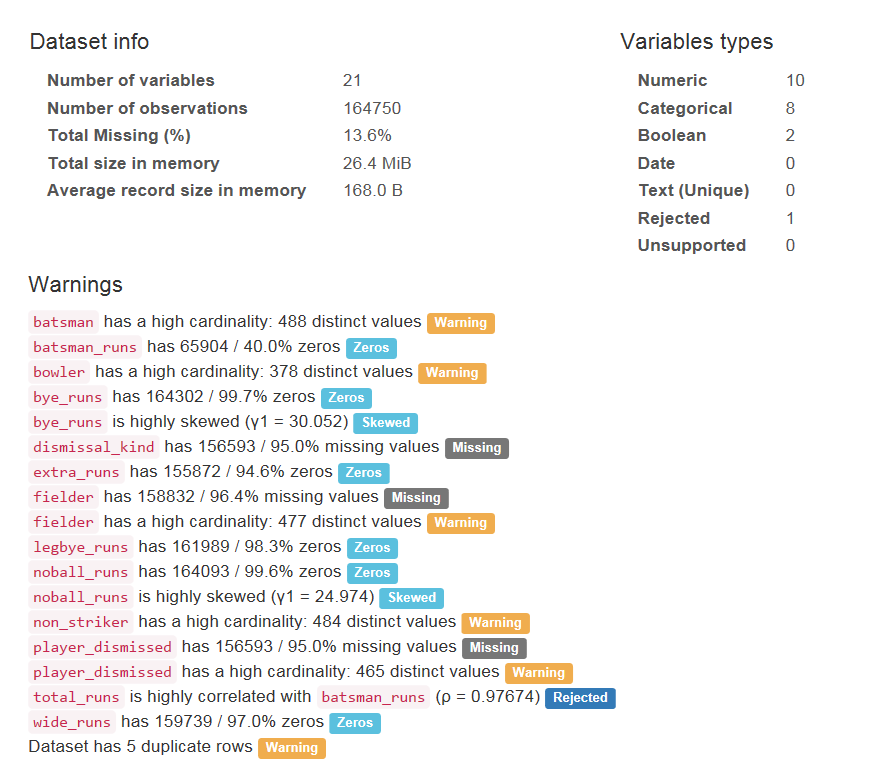 Dataset info
Number of variables 21
Number of observations 164750
Total Missing (%) 13.6%
Total size in memory 26.4 MiB
Average record size in memory 168.0 B
Variables types
Numeric 10
Categorical 8
Boolean 2
Date 0
Text (Unique) 0
Rejected 1
Unsupported 0
Warnings
batsman has a high cardinality: 488 distinct values Warning
batsman_runs has 65904 / 40.0% zeros Zeros
bowler has a high cardinality: 378 distinct values Warning
bye_runs has 164302 / 99.7% zeros Zeros
bye_runs is highly skewed (γ1 = 30.052) Skewed
dismissal_kind has 156593 / 95.0% missing values Missing
extra_runs has 155872 / 94.6% zeros Zeros
fielder has 158832 / 96.4% missing values Missing
fielder has a high cardinality: 477 distinct values Warning
legbye_runs has 161989 / 98.3% zeros Zeros
noball_runs has 164093 / 99.6% zeros Zeros
noball_runs is highly skewed (γ1 = 24.974) Skewed
non_striker has a high cardinality: 484 distinct values Warning
player_dismissed has 156593 / 95.0% missing values Missing
player_dismissed has a high cardinality: 465 distinct values Warning
total_runs is highly correlated with batsman_runs (ρ = 0.97674) Rejected
wide_runs has 159739 / 97.0% zeros Zeros
Dataset has 5 duplicate rows Warning